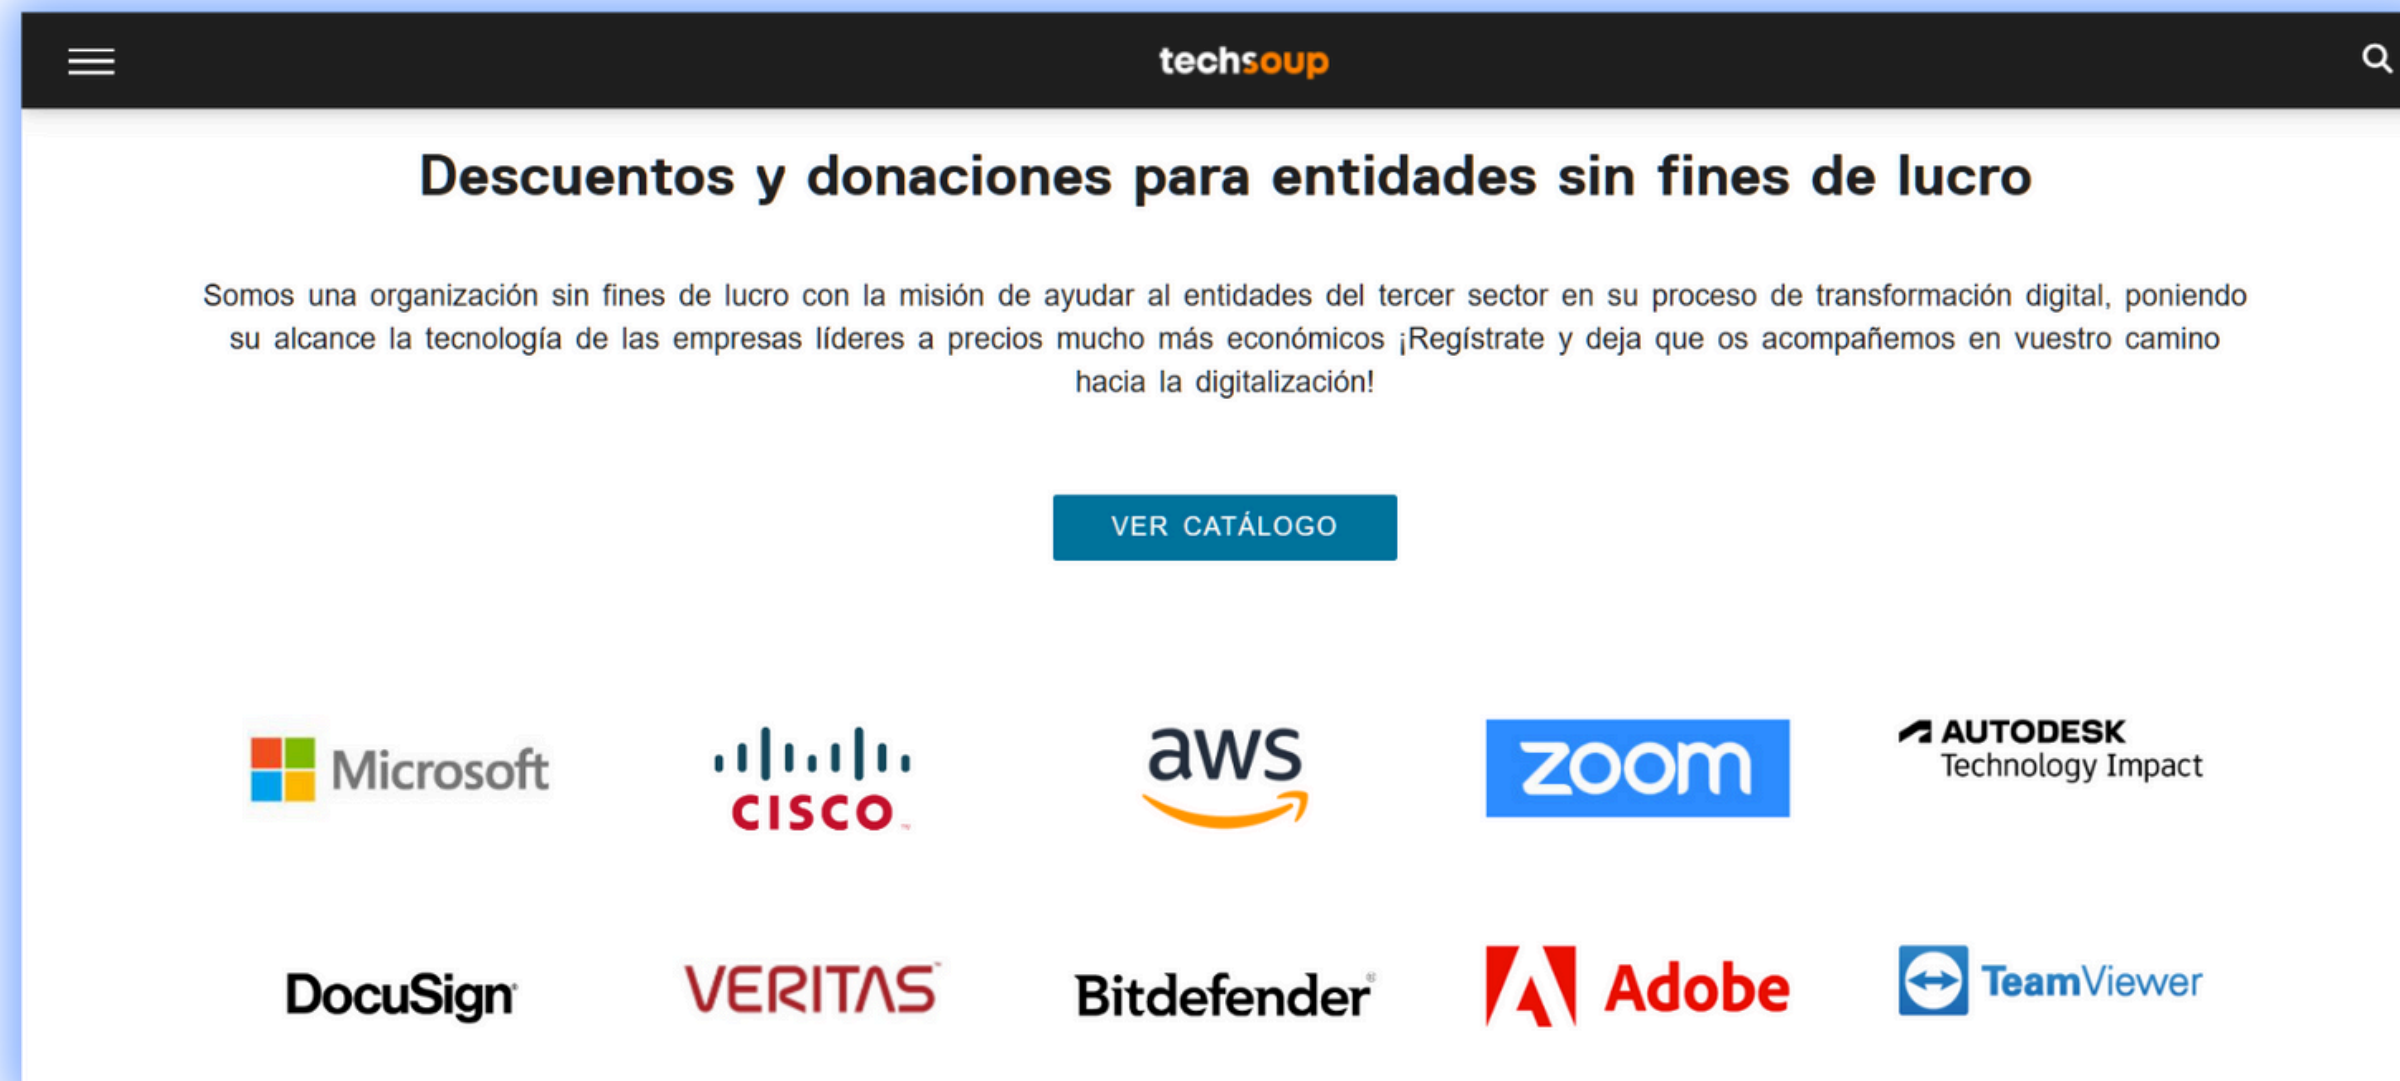 techsoup
Descuentos y donaciones para entidades sin fines de lucro
Somos una organización sin fines de lucro con la misión de ayudar al entidades del tercer sector en su proceso de transformación digital, poniendo
su alcance la tecnología de las empresas líderes a precios mucho más económicos ¡Regístrate y deja que os acompañemos en vuestro camino
hacia la digitalización!
VER CATÁLOGO
Microsoft
CISCO™
aws
zoom
AUTODESK
Technology Impact
DocuSign®
VERITAS™
Bitdefender®
Adobe
TeamViewer